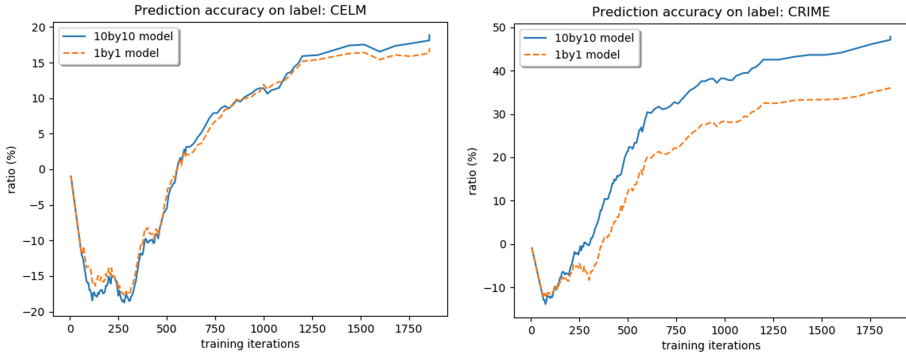 Prediction accuracy on label: CELM
10by10 model
1by1 model
20
15
10
5
0
−5
−10
−15
−20
ratio (%)
0 250 500 750 1000 1250 1500 1750
training iterations
Prediction accuracy on label: CRIME
10by10 model
1by1 model
50
40
30
20
10
0
−10
ratio (%)
0 250 500 750 1000 1250 1500 1750
training iterations